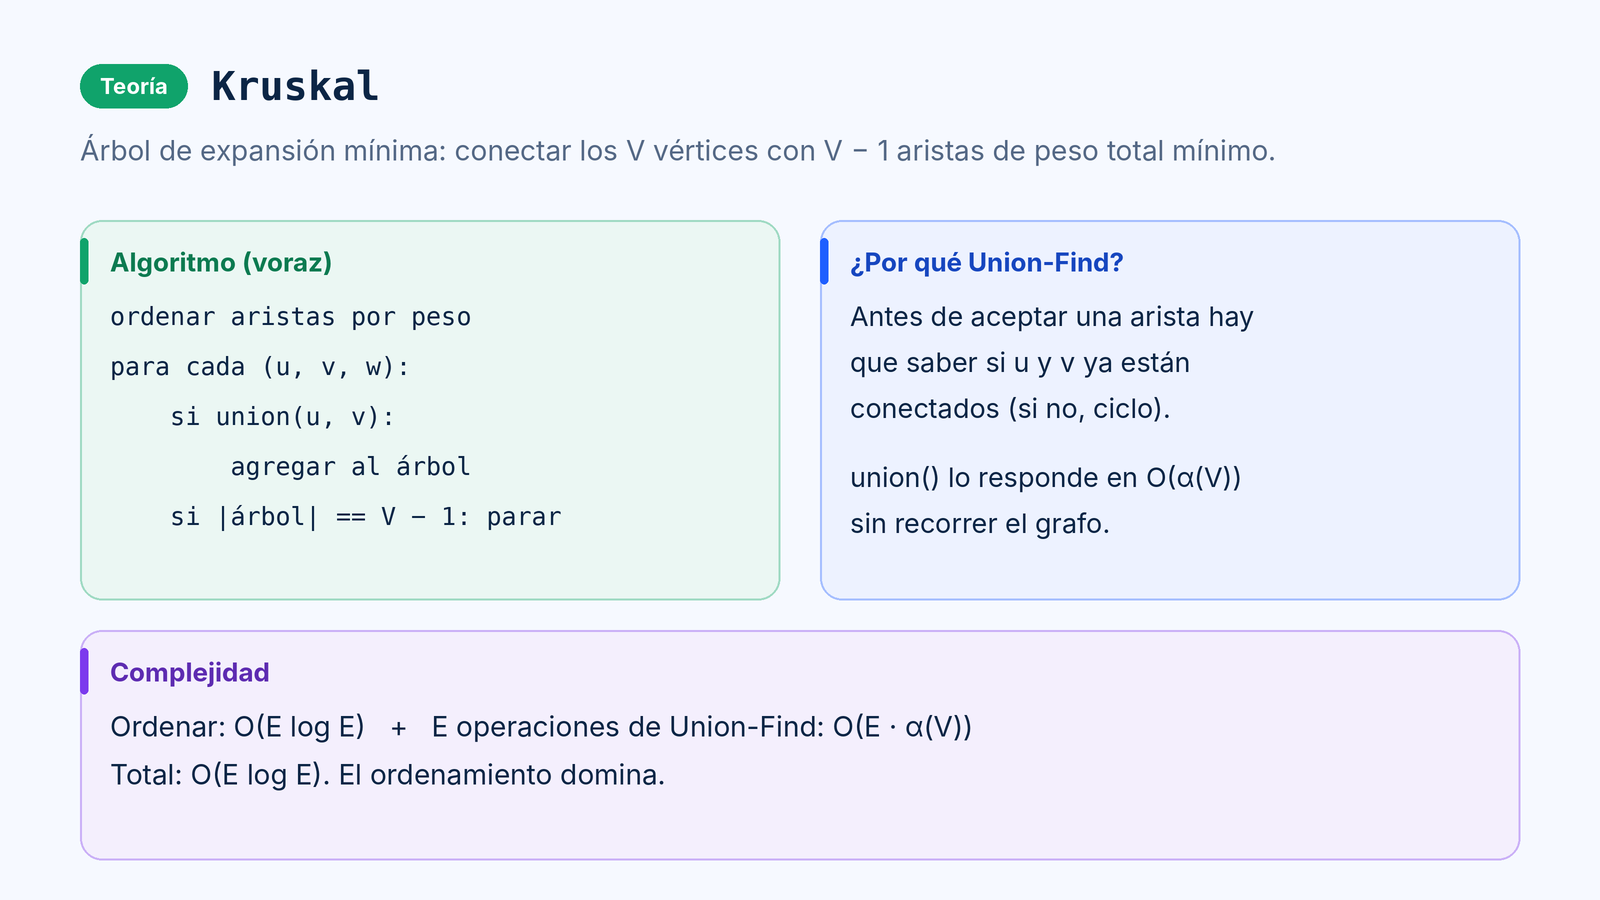 Teoría Kruskal
Árbol de expansión mínima: conectar los V vértices con V − 1 aristas de peso total mínimo.
Algoritmo (voraz)
ordenar aristas por peso
para cada (u, v, w):
    si union(u, v):
        agregar al árbol
    si |árbol| == V − 1: parar
¿Por qué Union-Find?
Antes de aceptar una arista hay
que saber si u y v ya están
conectados (si no, ciclo).
union() lo responde en O(α(V))
sin recorrer el grafo.
Complejidad
Ordenar: O(E log E)   +   E operaciones de Union-Find: O(E · α(V))
Total: O(E log E). El ordenamiento domina.